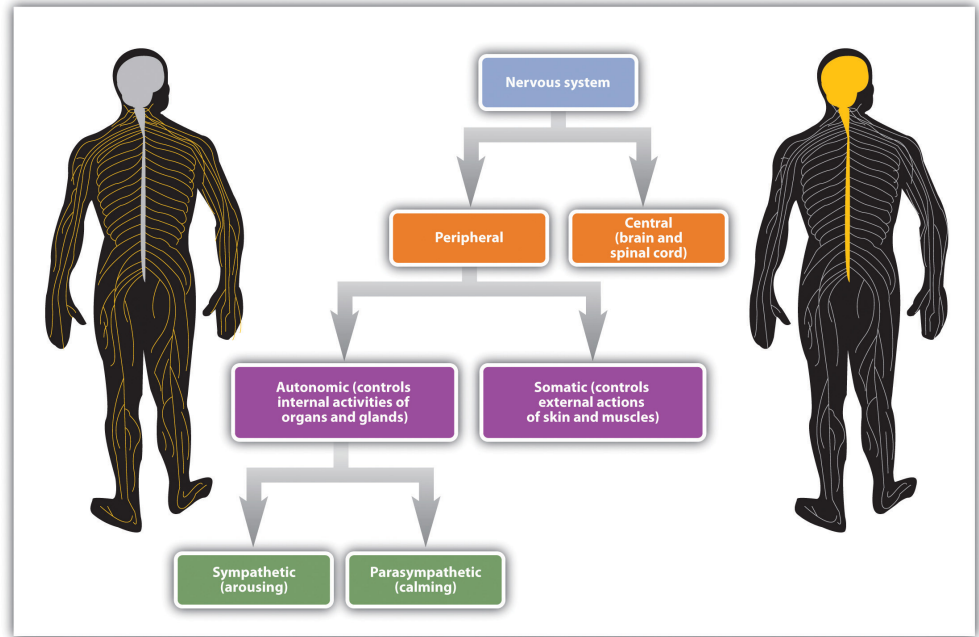 Nervous system
Peripheral
Central
(brain and
spinal cord)
Autonomic (controls
internal activities of
organs and glands)
Somatic (controls
external actions
of skin and muscles)
Sympathetic
(arousing)
Parasympathetic
(calming)